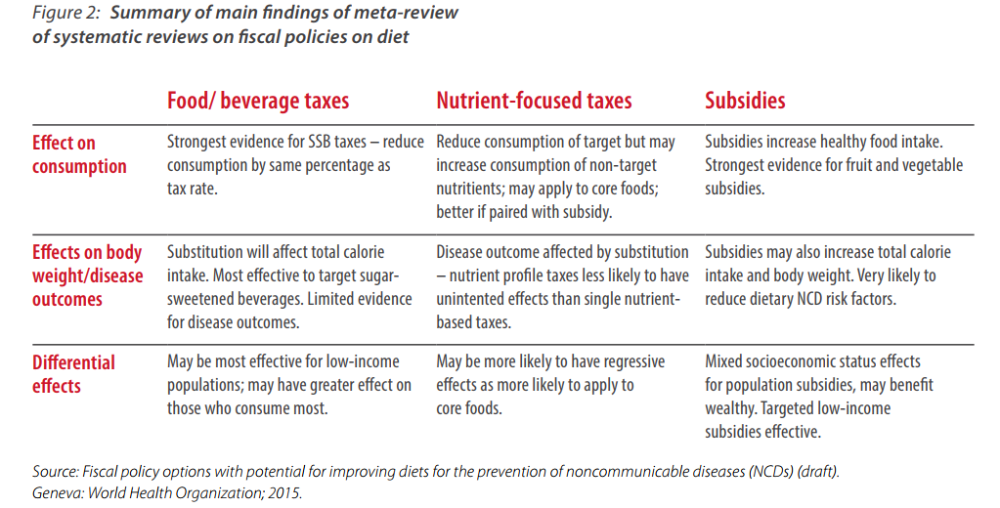 Figure 2: Summary of main findings of meta-review
of systematic reviews on fiscal policies on diet
Food/ beverage taxes
Nutrient-focused taxes
Subsidies
Effect on
consumption
Strongest evidence for SSB taxes – reduce
consumption by same percentage as
tax rate.
Reduce consumption of target but may
increase consumption of non-target
nutritients; may apply to core foods;
better if paired with subsidy.
Subsidies increase healthy food intake.
Strongest evidence for fruit and vegetable
subsidies.
Effects on body
weight/disease
outcomes
Substitution will affect total calorie
intake. Most effective to target sugar-
sweetened beverages. Limited evidence
for disease outcomes.
Disease outcome affected by substitution
– nutrient profile taxes less likely to have
unintended effects than single nutrient-
based taxes.
Subsidies may also increase total calorie
intake and body weight. Very likely to
reduce dietary NCD risk factors.
Differential
effects
May be most effective for low-income
populations; may have greater effect on
those who consume most.
May be more likely to have regressive
effects as more likely to apply to
core foods.
Mixed socioeconomic status effects
for population subsidies, may benefit
wealthy. Targeted low-income
subsidies effective.
Source: Fiscal policy options with potential for improving diets for the prevention of noncommunicable diseases (NCDs) (draft).
Geneva: World Health Organization; 2015.